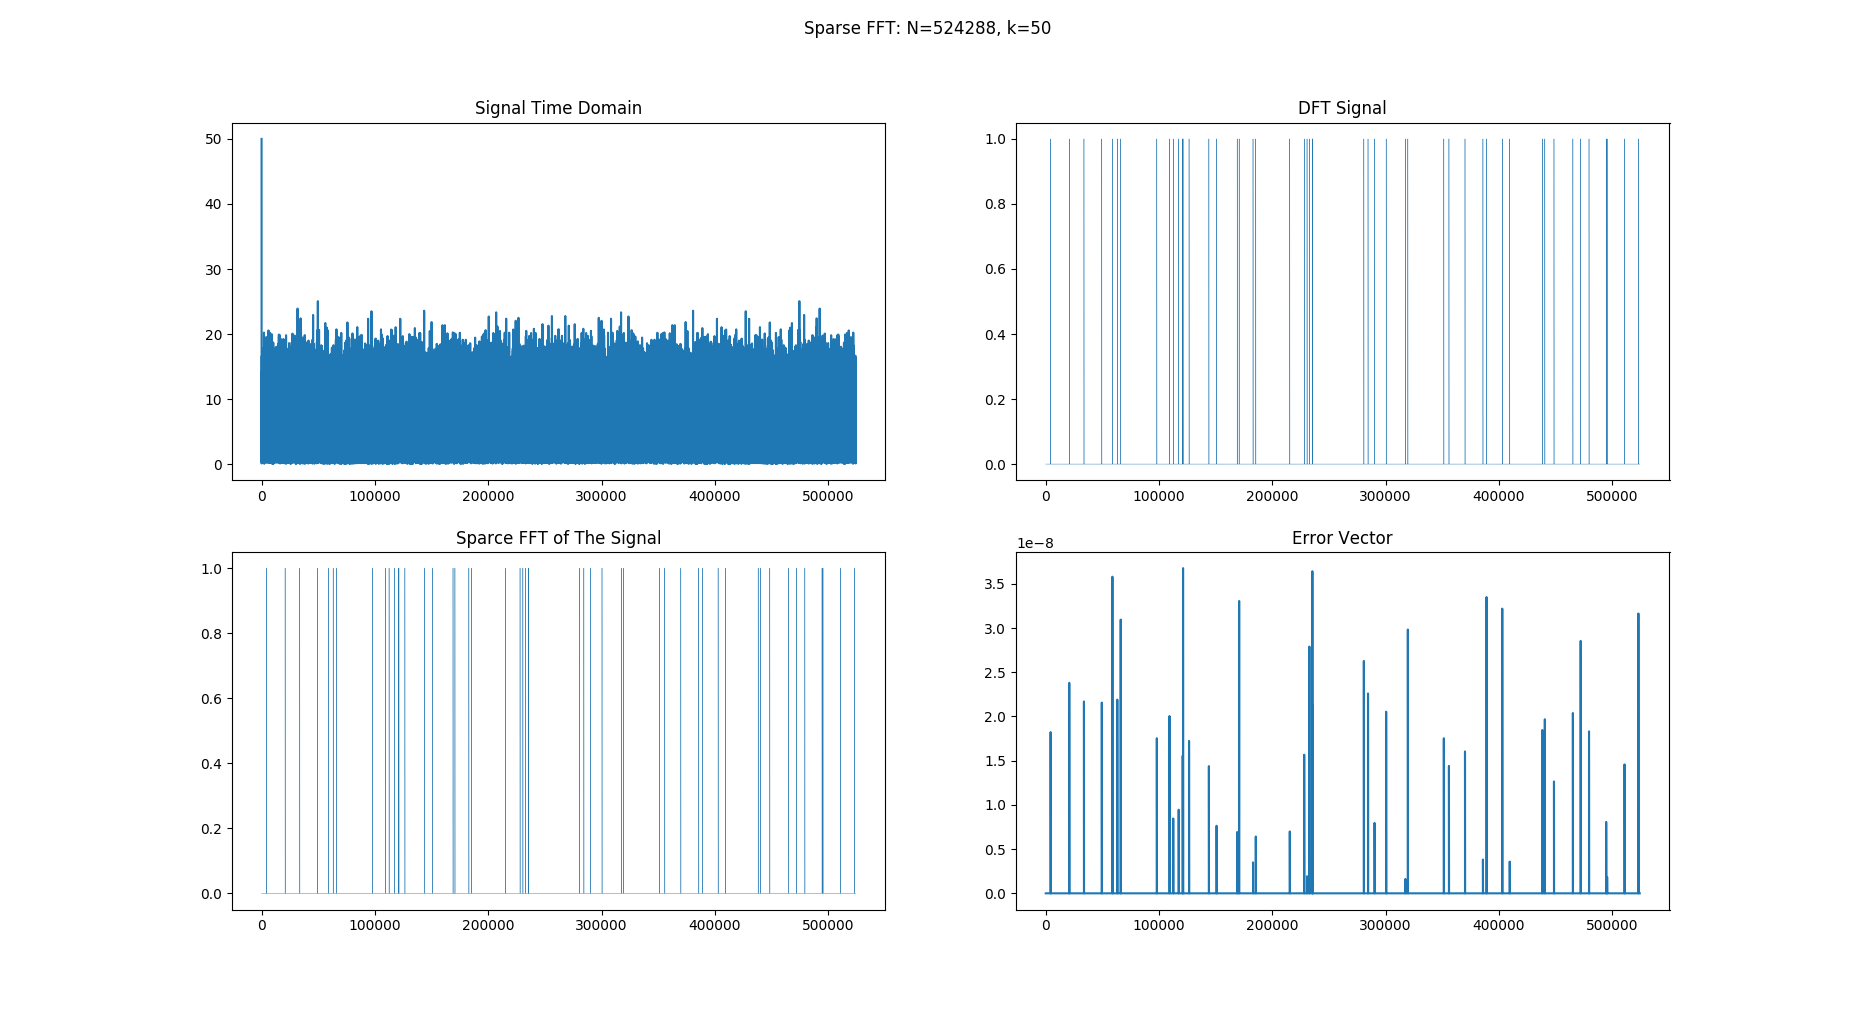 Sparse FFT: N=524288, k=50
Signal Time Domain
50
40
30
20
10
0
0 100000 200000 300000 400000 500000
DFT Signal
1.0
0.8
0.6
0.4
0.2
0.0
0 100000 200000 300000 400000 500000
Sparce FFT of The Signal
1.0
0.8
0.6
0.4
0.2
0.0
0 100000 200000 300000 400000 500000
Error Vector
1e−8
3.5
3.0
2.5
2.0
1.5
1.0
0.5
0.0
0 100000 200000 300000 400000 500000